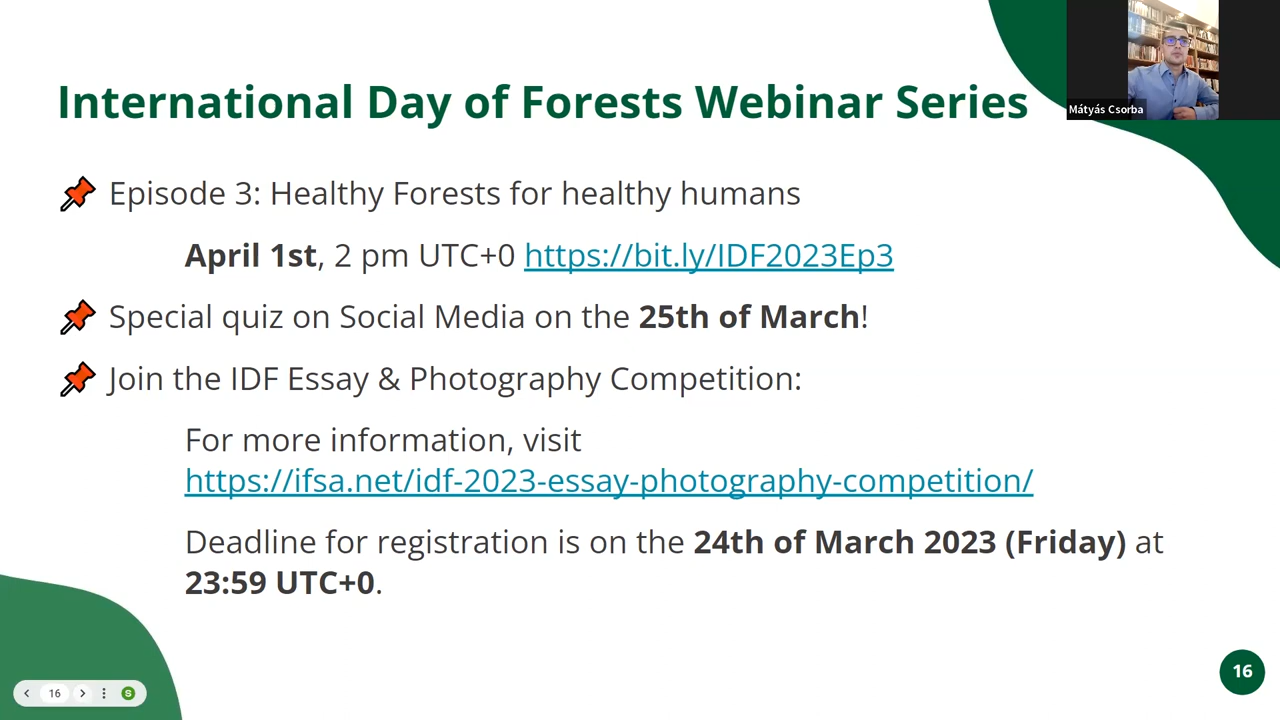 International Day of Forests Webinar Series
Mátyás Csorba
Episode 3: Healthy Forests for healthy humans
April 1st, 2 pm UTC+0 https://bit.ly/IDF2023Ep3
Special quiz on Social Media on the 25th of March!
Join the IDF Essay & Photography Competition:
For more information, visit
https://ifsa.net/idf-2023-essay-photography-competition/
Deadline for registration is on the 24th of March 2023 (Friday) at
23:59 UTC+0.
16
S
16